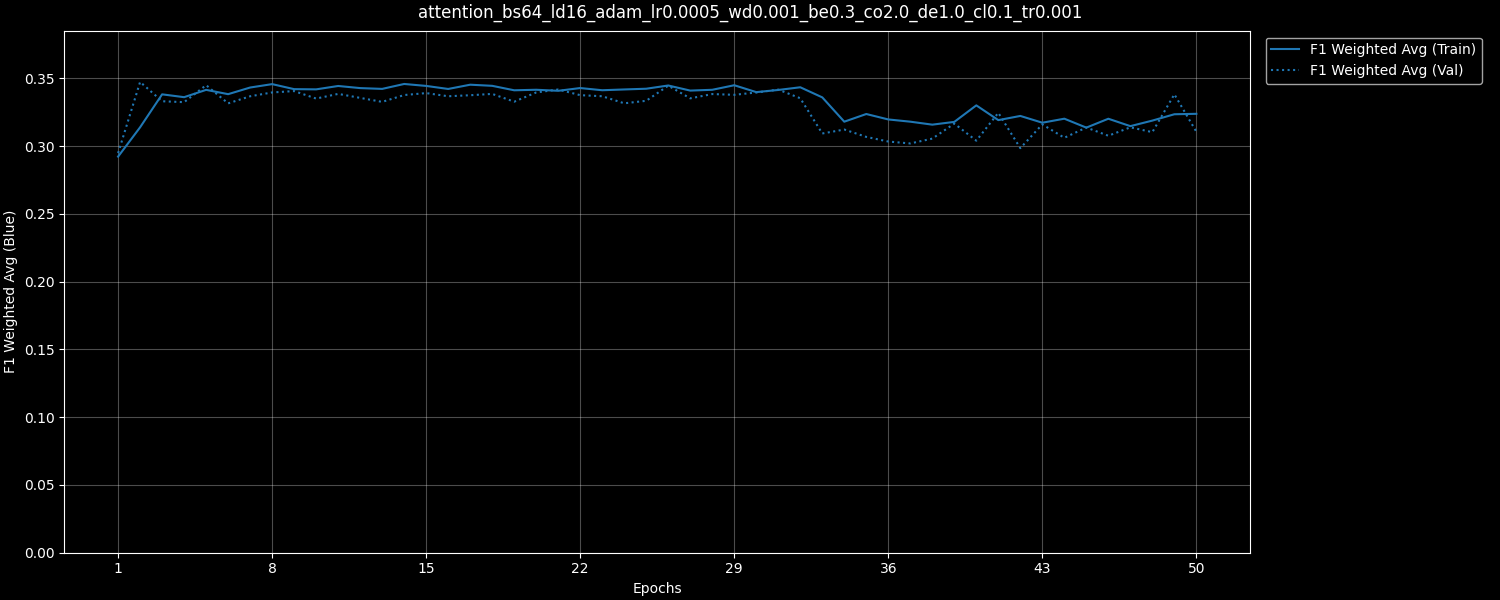 attention_bs64_ld16_adam_lr0.0005_wd0.001_be0.3_co2.0_de1.0_cl0.1_tr0.001
F1 Weighted Avg (Train)
F1 Weighted Avg (Val)
F1 Weighted Avg (Blue)
0.35
0.30
0.25
0.20
0.15
0.10
0.05
0.00
1 8 15 22 29 36 43 50
Epochs